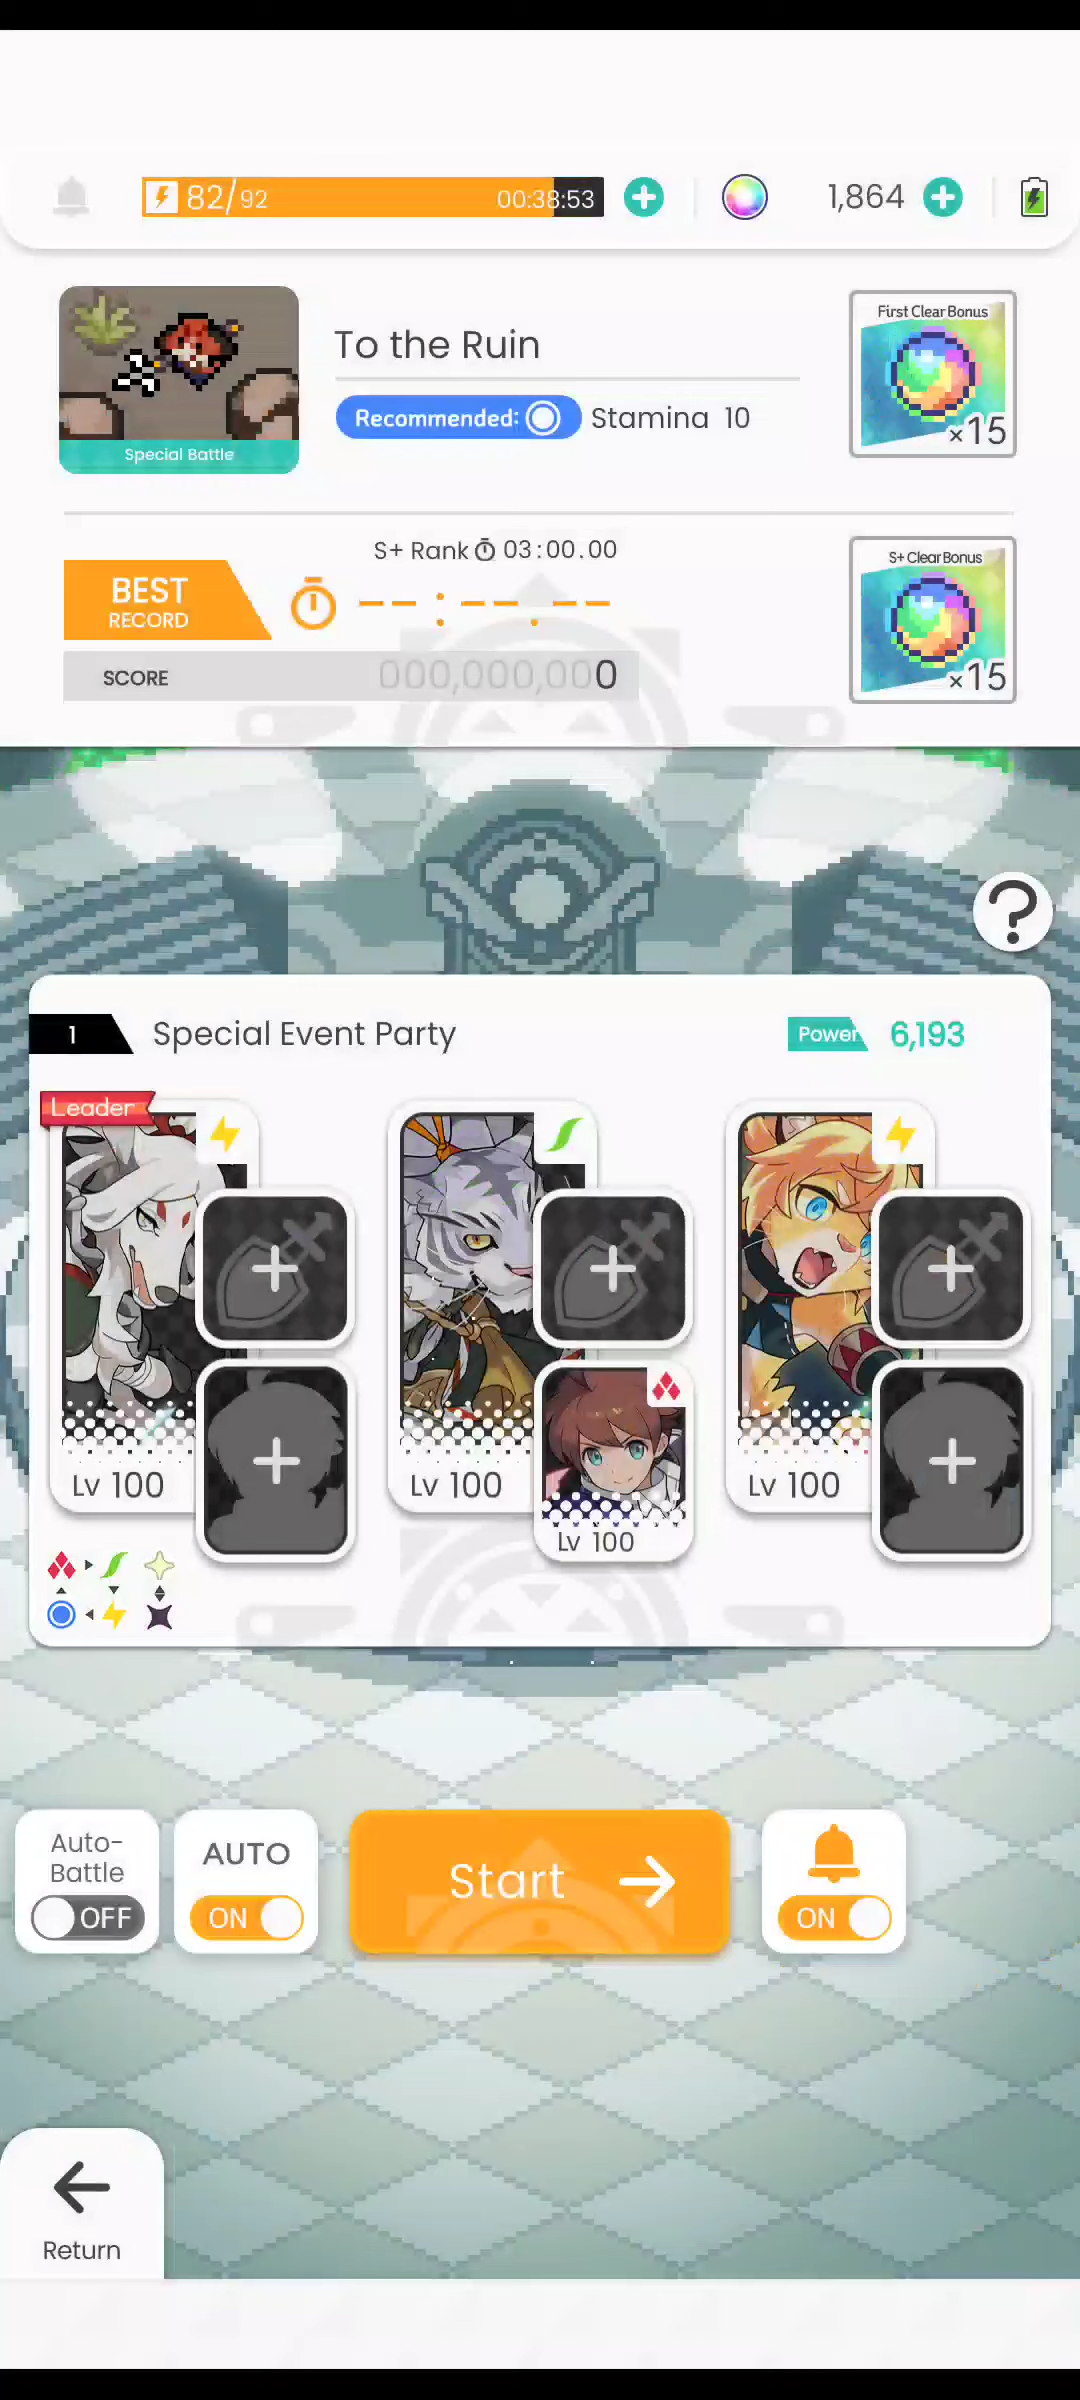 82/92 00:38:53 1,864
To the Ruin
Recommended: Stamina 10
First Clear Bonus
×15
Special Battle
S+ Rank 03:00.00
BEST
RECORD
-- : -- . --
SCORE 000,000,000
S+ Clear Bonus
×15
?
1 Special Event Party Power 6,193
Leader
Lv 100
Lv 100
Lv 100
Lv 100
Auto-
Battle
OFF
AUTO
ON
Start
ON
Return